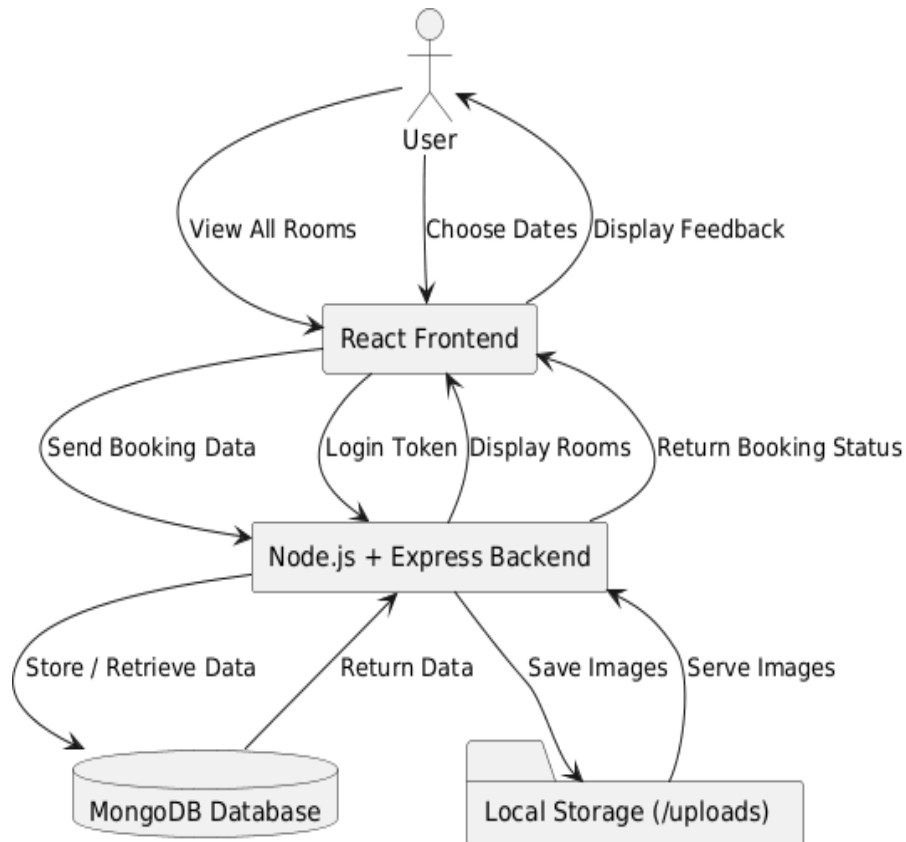 User
View All Rooms
Choose Dates
Display Feedback
React Frontend
Send Booking Data
Login Token
Display Rooms
Return Booking Status
Node.js + Express Backend
Store / Retrieve Data
Return Data
Save Images
Serve Images
MongoDB Database
Local Storage (/uploads)